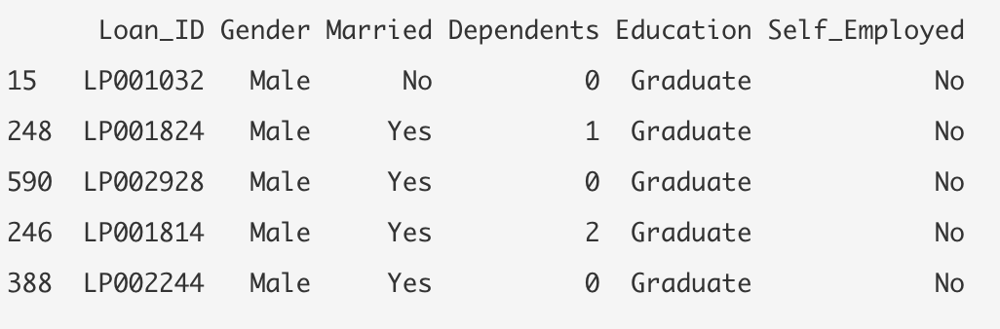 Loan_ID Gender Married Dependents Education Self_Employed
15 LP001032 Male No 0 Graduate No
248 LP001824 Male Yes 1 Graduate No
590 LP002928 Male Yes 0 Graduate No
246 LP001814 Male Yes 2 Graduate No
388 LP002244 Male Yes 0 Graduate No